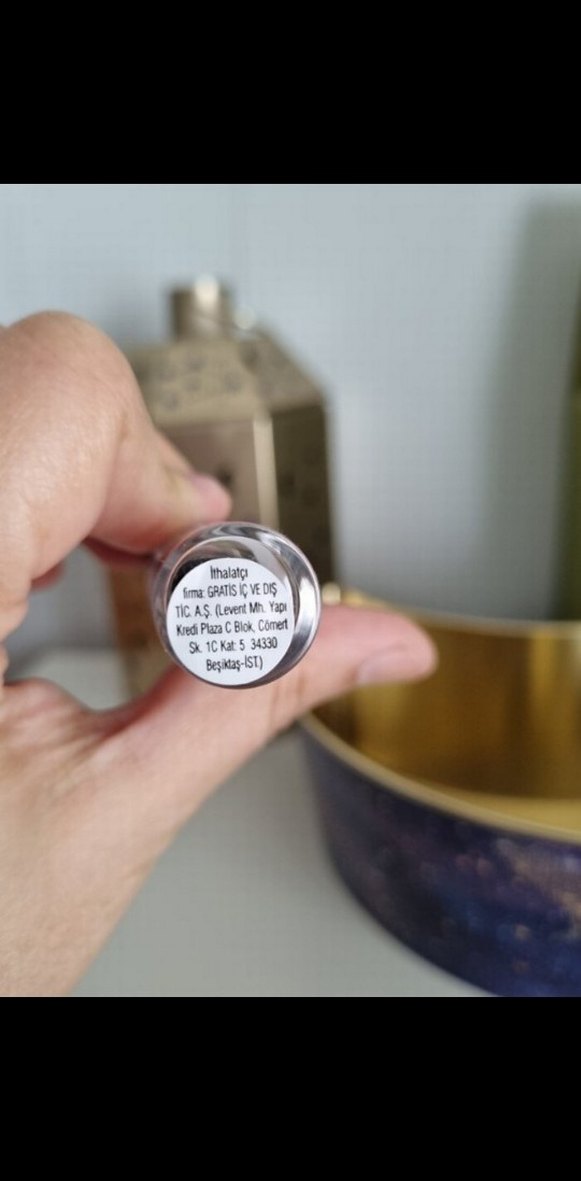 İthalatçı
firma: GRATİS İÇ VE DIŞ
TİC. A.Ş. (Levent Mh. Yapı
Kredi Plaza C Blok, Cömert
Sk. 1C Kat: 5 34330
Beşiktaş-İST.)